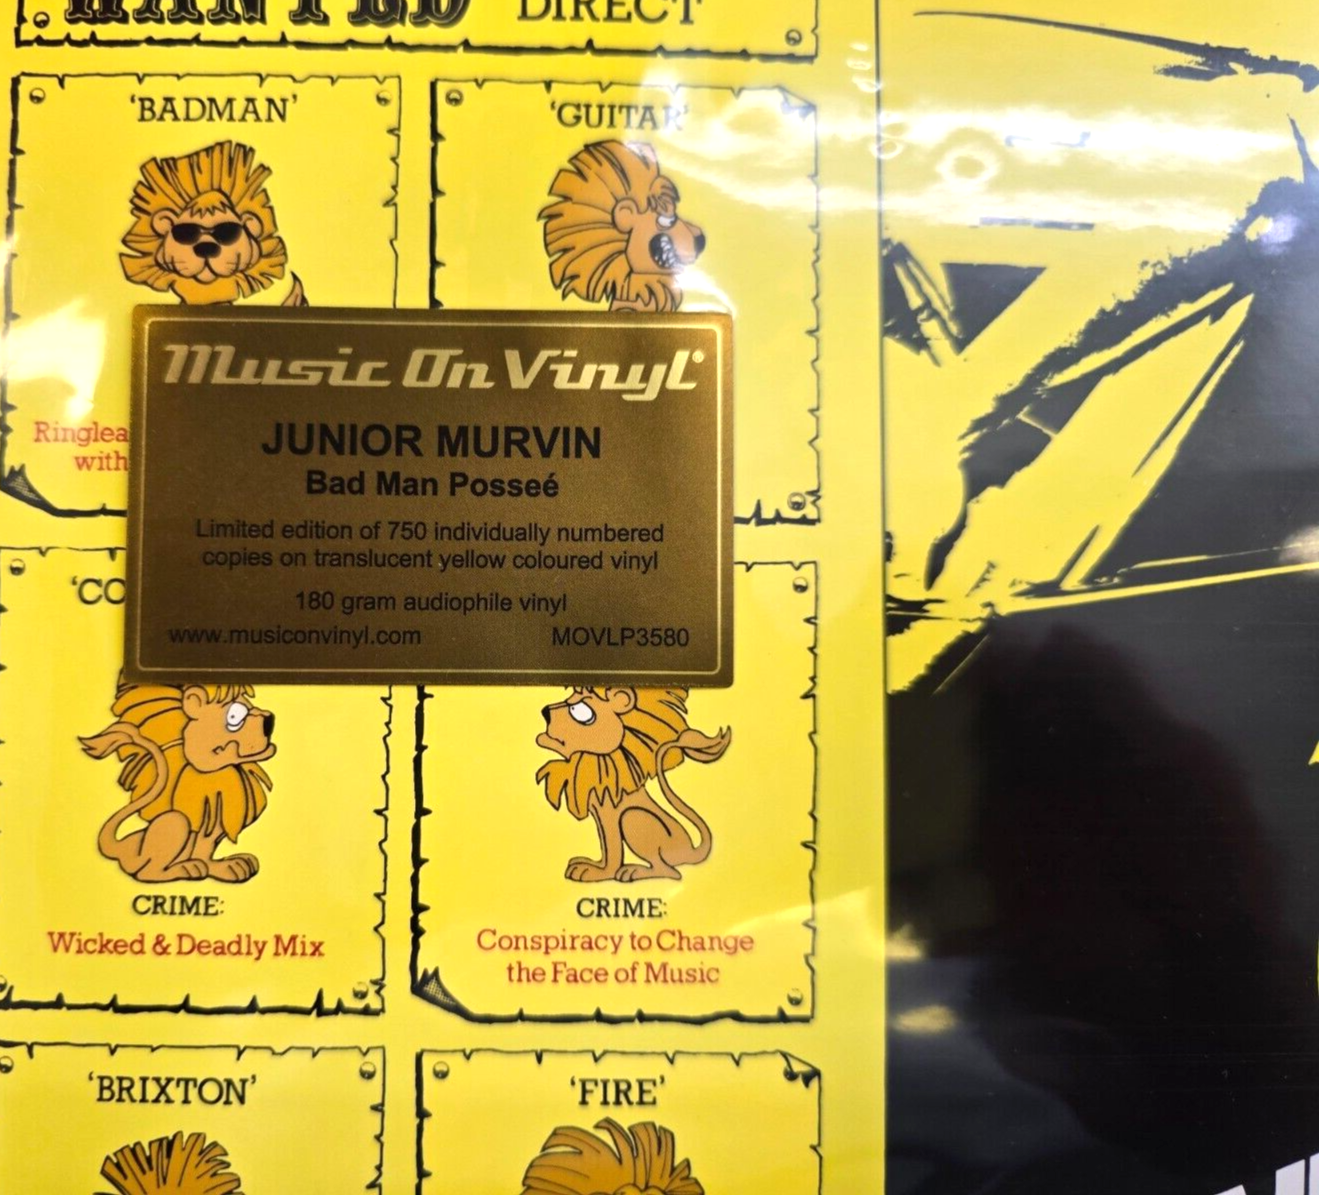 WANTED DIRECT
'BADMAN'
'GUITAR'
Music On Vinyl
JUNIOR MURVIN
Bad Man Posseé
Limited edition of 750 individually numbered
copies on translucent yellow coloured vinyl
180 gram audiophile vinyl
www.musiconvinyl.com MOVLP3580
with
CRIME:
Wicked & Deadly Mix
CRIME:
Conspiracy to Change
the Face of Music
'BRIXTON'
'FIRE'